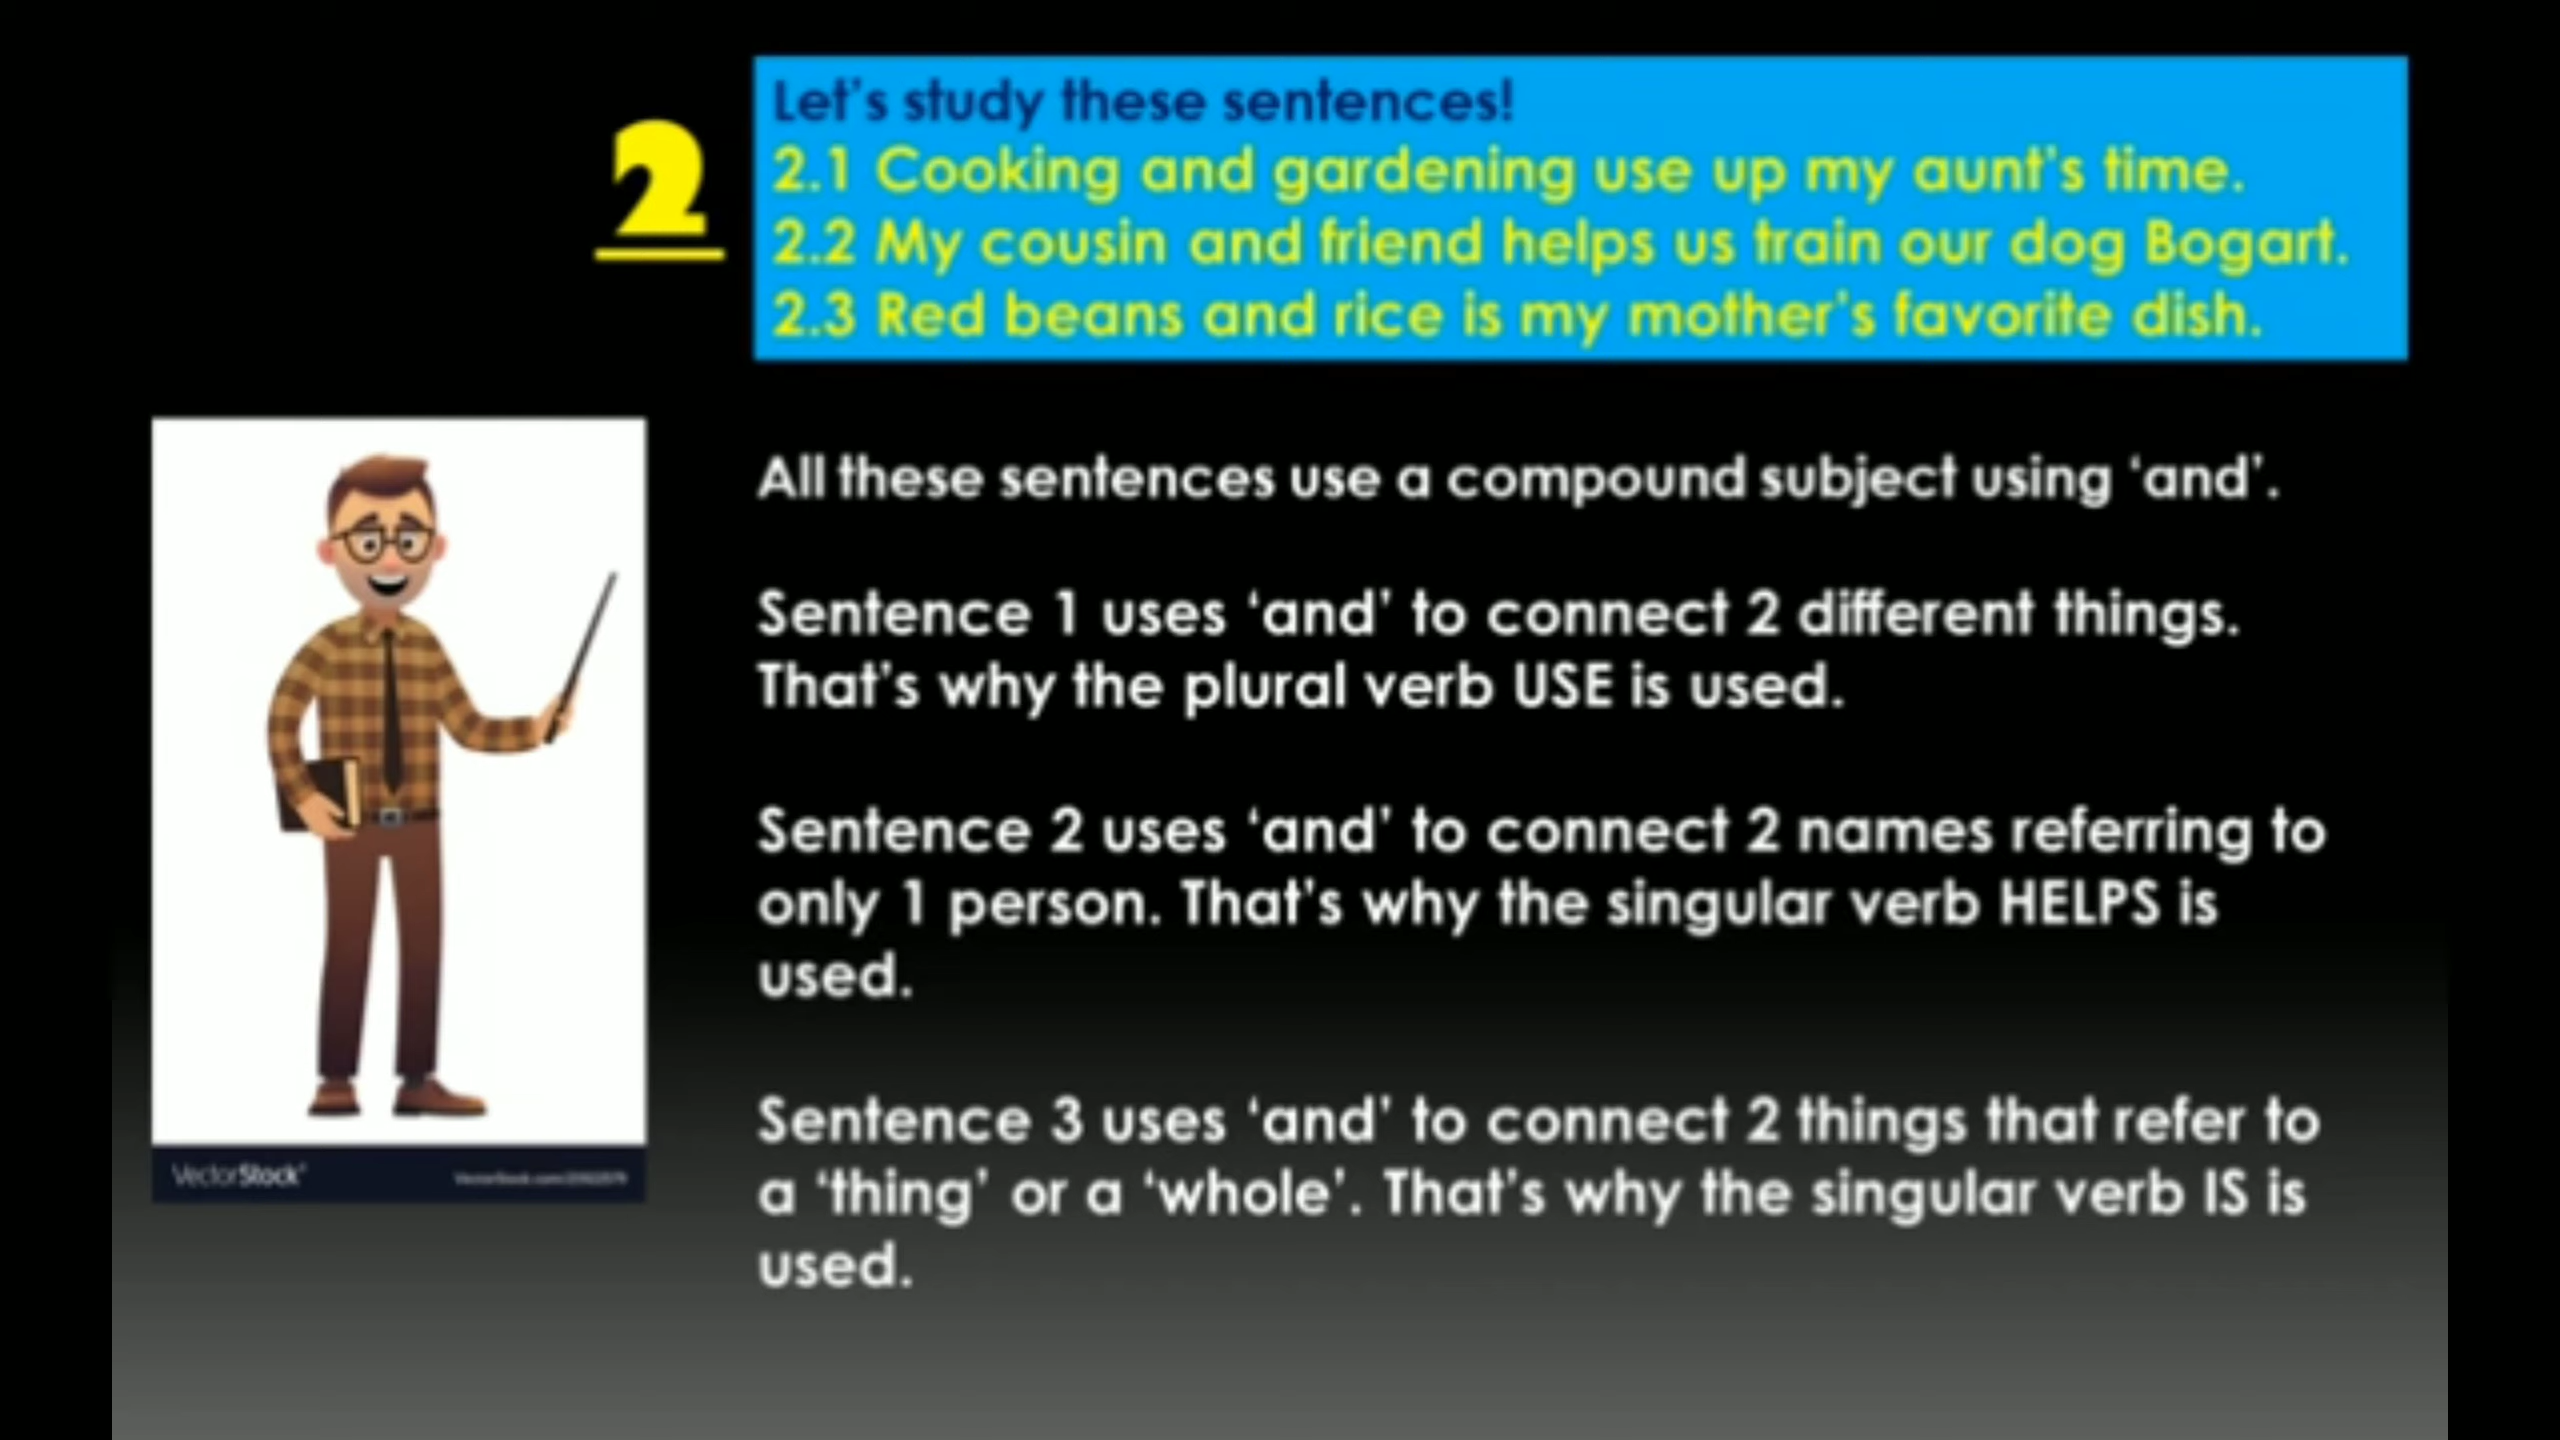 2
Let's study these sentences!
2.1 Cooking and gardening use up my aunt's time.
2.2 My cousin and friend helps us train our dog Bogart.
2.3 Red beans and rice is my mother's favorite dish.
All these sentences use a compound subject using ‘and’.
Sentence 1 uses ‘and’ to connect 2 different things.
That's why the plural verb USE is used.
Sentence 2 uses ‘and’ to connect 2 names referring to
only 1 person. That's why the singular verb HELPS is
used.
Sentence 3 uses ‘and’ to connect 2 things that refer to
a ‘thing’ or a ‘whole’. That's why the singular verb IS is
used.
VectorStock®